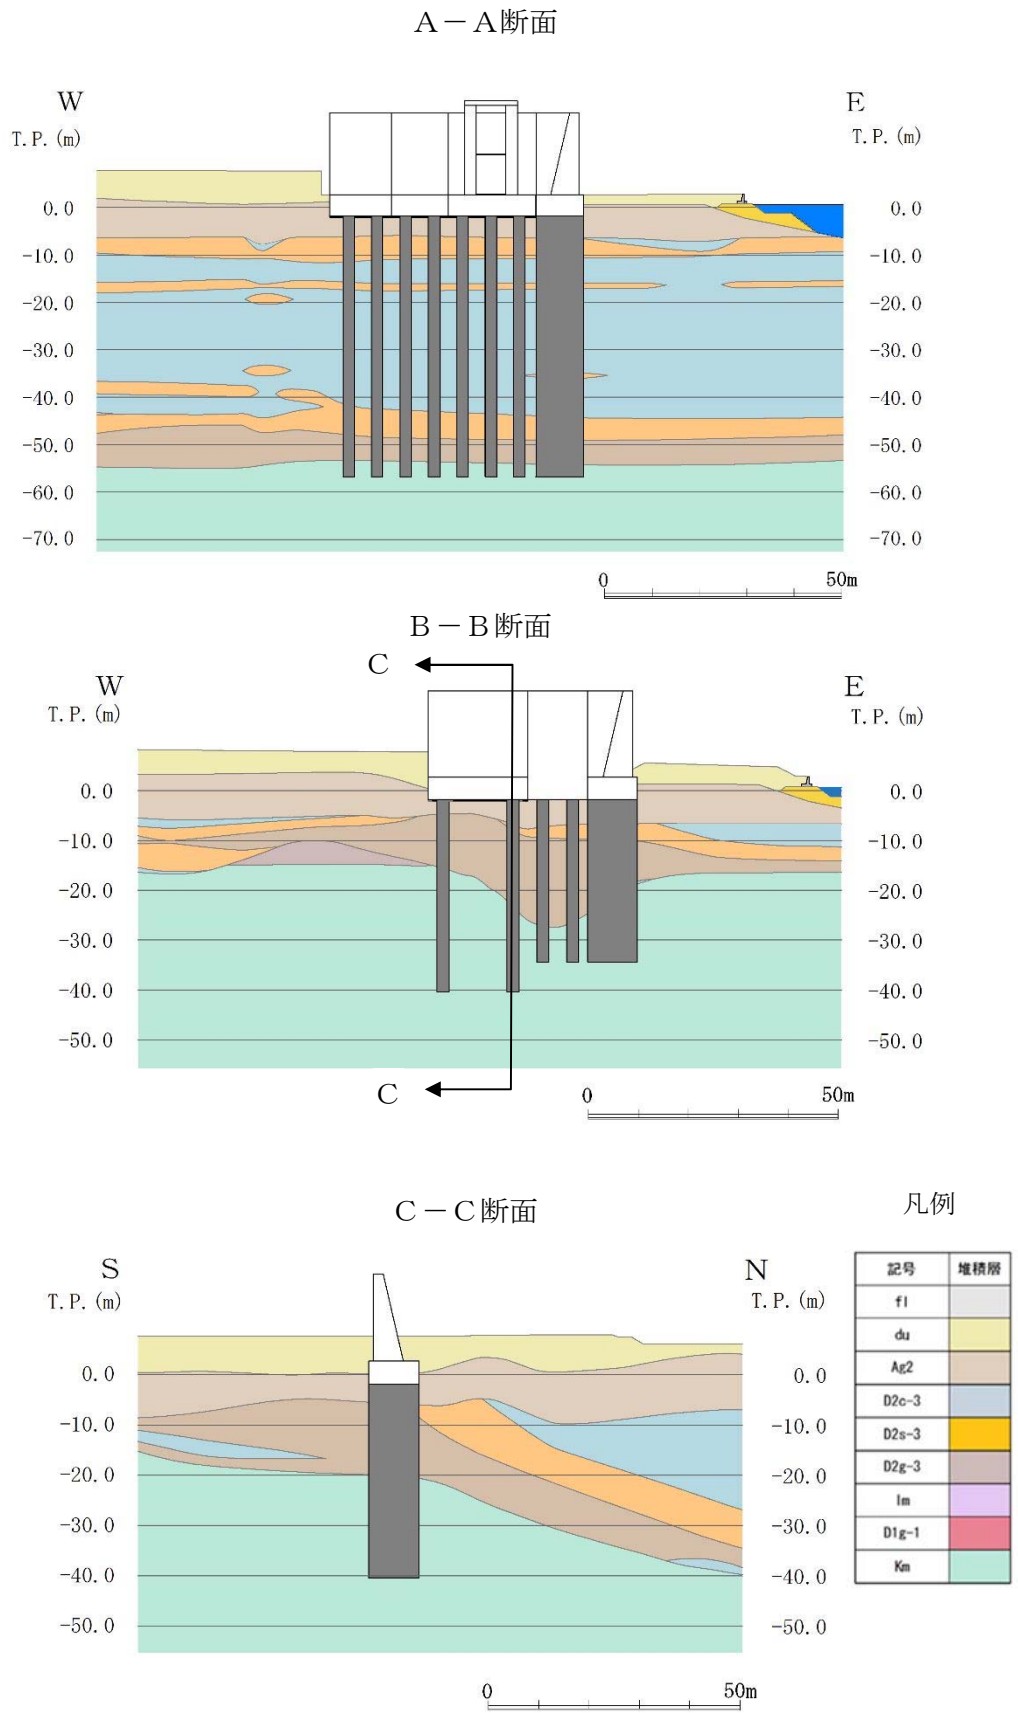 A－A断面
W
E
T.P.(m)
T.P.(m)
0.0
0.0
-10.0
-10.0
-20.0
-20.0
-30.0
-30.0
-40.0
-40.0
-50.0
-50.0
-60.0
-60.0
-70.0
-70.0
0
50m
B－B断面
C
W
E
T.P.(m)
T.P.(m)
0.0
0.0
-10.0
-10.0
-20.0
-20.0
-30.0
-30.0
-40.0
-40.0
-50.0
-50.0
C
0
50m
C－C断面
凡例
S
N
T.P.(m)
T.P.(m)
0.0
0.0
-10.0
-10.0
-20.0
-20.0
-30.0
-30.0
-40.0
-40.0
-50.0
-50.0
0
50m
記号 堆積層
fl
du
Ag2
D2c-3
D2s-3
D2g-3
lm
D1g-1
Km